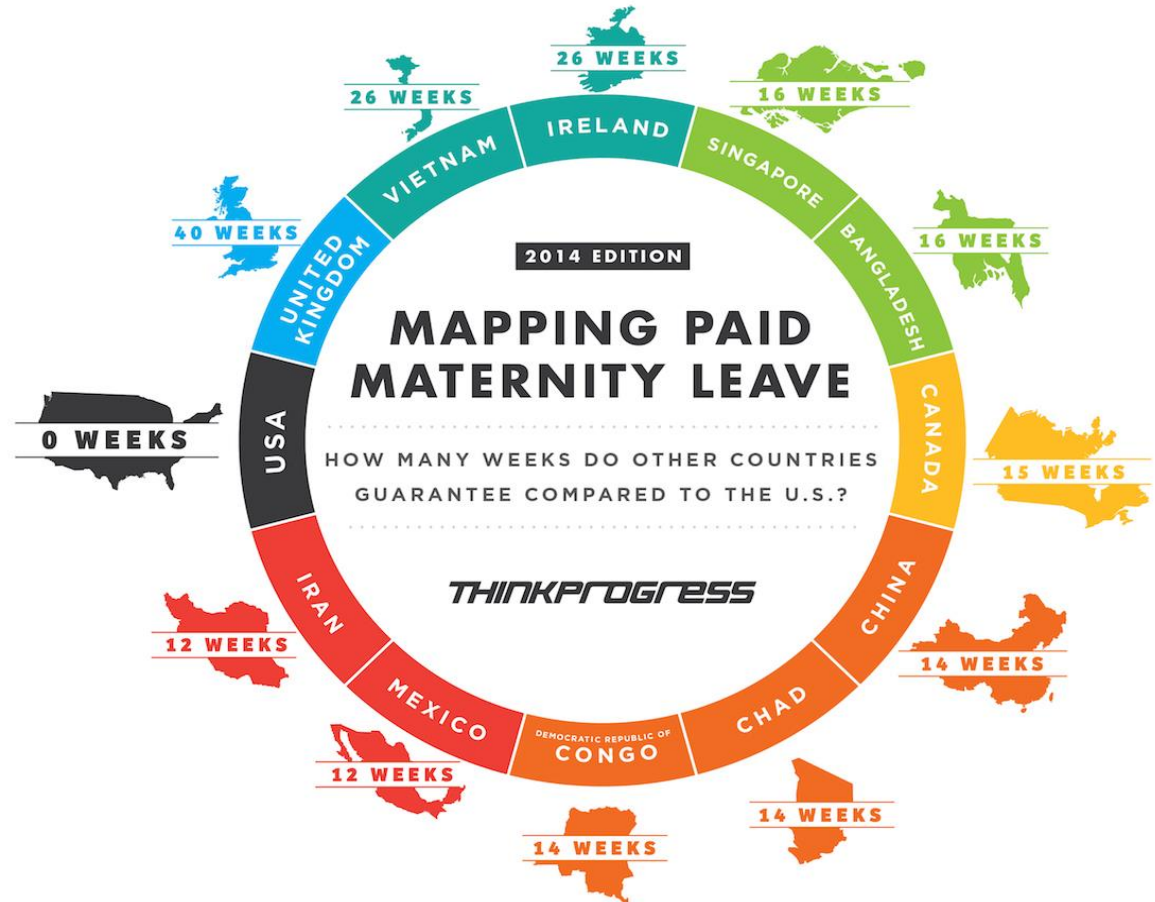 2014 EDITION
MAPPING PAID
MATERNITY LEAVE
HOW MANY WEEKS DO OTHER COUNTRIES
GUARANTEE COMPARED TO THE U.S.?
THINKPROGRESS
USA
0 WEEKS
UNITED
KINGDOM
40 WEEKS
VIETNAM
26 WEEKS
IRELAND
26 WEEKS
SINGAPORE
16 WEEKS
BANGLADESH
16 WEEKS
CANADA
15 WEEKS
CHINA
14 WEEKS
CHAD
14 WEEKS
DEMOCRATIC REPUBLIC OF
CONGO
14 WEEKS
MEXICO
12 WEEKS
IRAN
12 WEEKS